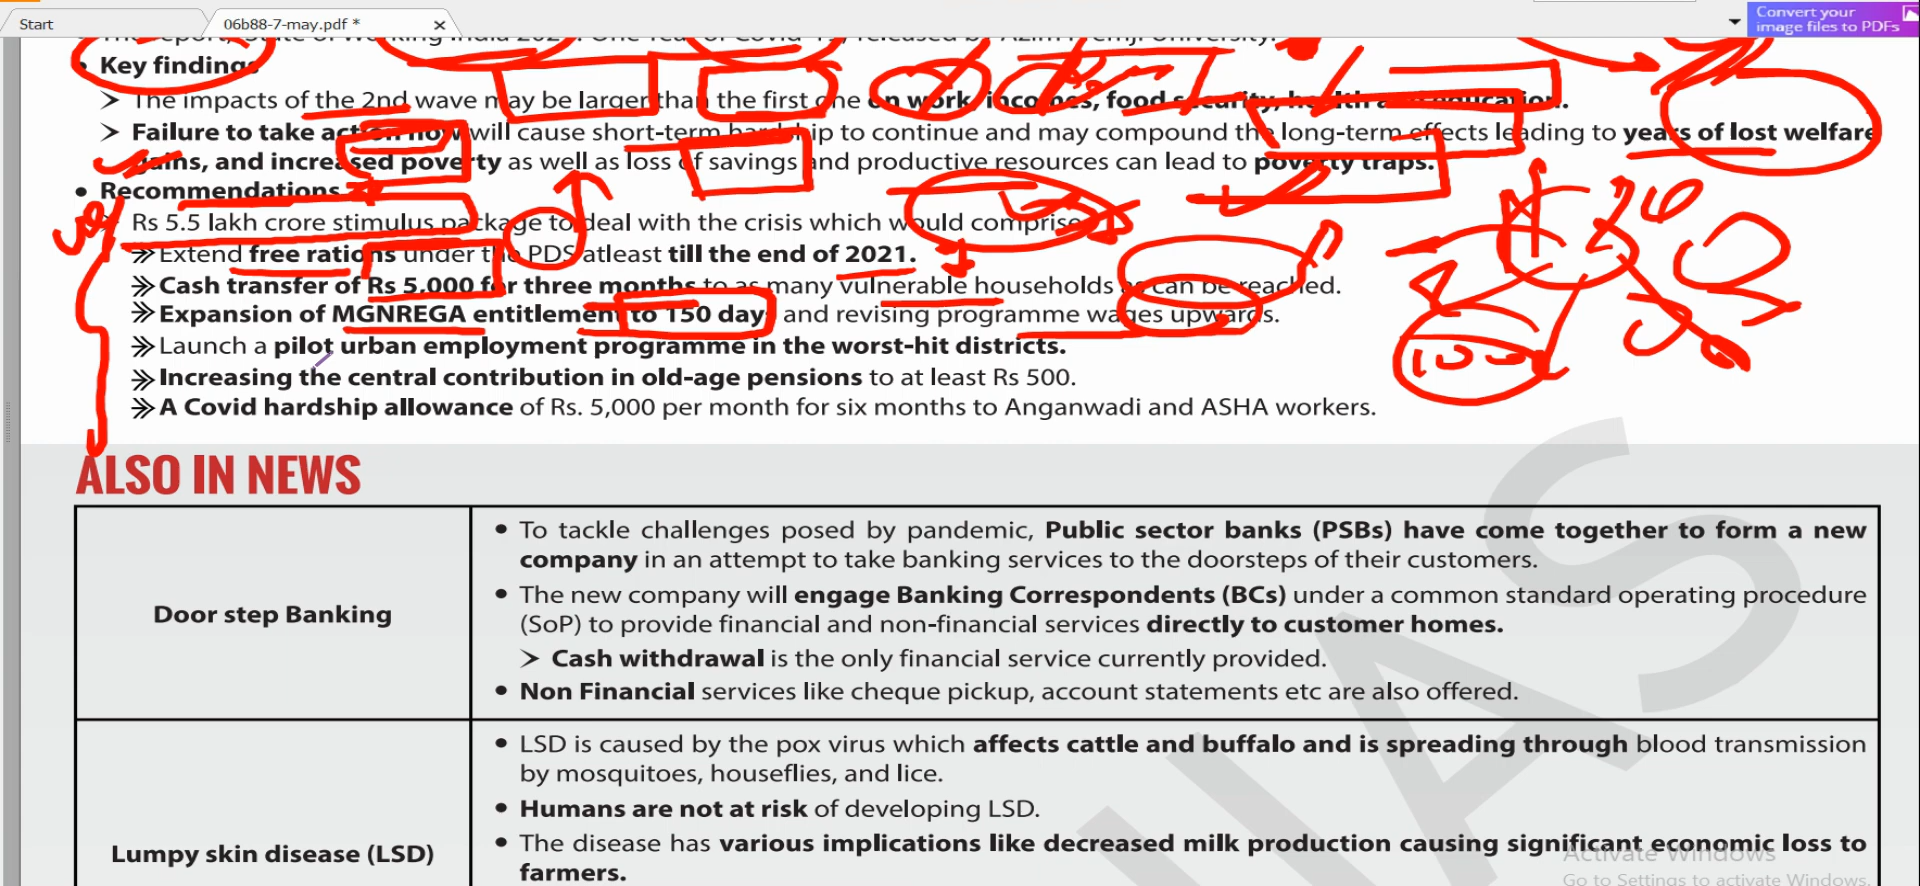 Start
06b88-7-may.pdf *
Convert your
image files to PDFs
• Key findings
➢ The impacts of the 2nd wave may be larger than the first one on work, incomes, food security, health and education.
➢ Failure to take action now will cause short-term hardship to continue and may compound the long-term effects leading to years of lost welfare
gains, and increased poverty as well as loss of savings and productive resources can lead to poverty traps.
• Recommendations
Rs 5.5 lakh crore stimulus package to deal with the crisis which would comprise
Extend free rations under the PDS atleast till the end of 2021.
Cash transfer of Rs 5,000 for three months to as many vulnerable households as can be reached.
Expansion of MGNREGA entitlement to 150 days and revising programme wages upwards.
Launch a pilot urban employment programme in the worst-hit districts.
Increasing the central contribution in old-age pensions to at least Rs 500.
A Covid hardship allowance of Rs. 5,000 per month for six months to Anganwadi and ASHA workers.
ALSO IN NEWS
Door step Banking
• To tackle challenges posed by pandemic, Public sector banks (PSBs) have come together to form a new
company in an attempt to take banking services to the doorsteps of their customers.
• The new company will engage Banking Correspondents (BCs) under a common standard operating procedure
(SoP) to provide financial and non-financial services directly to customer homes.
➢ Cash withdrawal is the only financial service currently provided.
• Non Financial services like cheque pickup, account statements etc are also offered.
Lumpy skin disease (LSD)
• LSD is caused by the pox virus which affects cattle and buffalo and is spreading through blood transmission
by mosquitoes, houseflies, and lice.
• Humans are not at risk of developing LSD.
• The disease has various implications like decreased milk production causing significant economic loss to
farmers.
Activate Windows
Go to Settings to activate Windows.
IAS